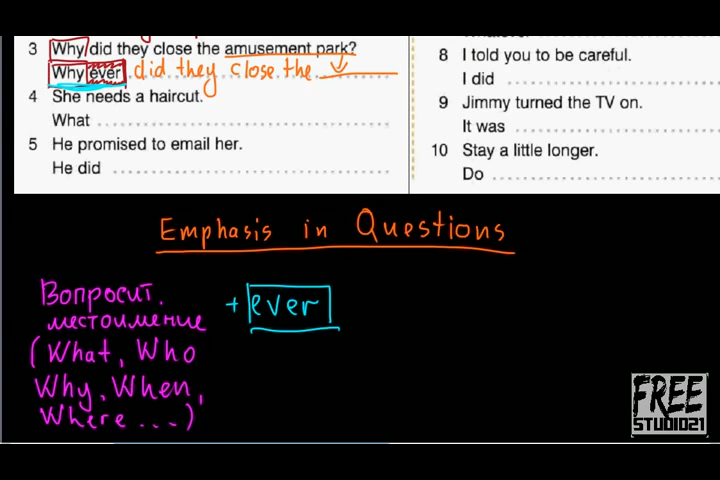 3 Why did they close the amusement park?
Why ever did they close the
4 She needs a haircut.
What
5 He promised to email her.
He did
8 I told you to be careful.
I did
9 Jimmy turned the TV on.
It was
10 Stay a little longer.
Do
Emphasis in Questions
Вопросит.
местоимение
(What, Who
Why, When,
Where ....)
+ ever
FREE
STUDIO21